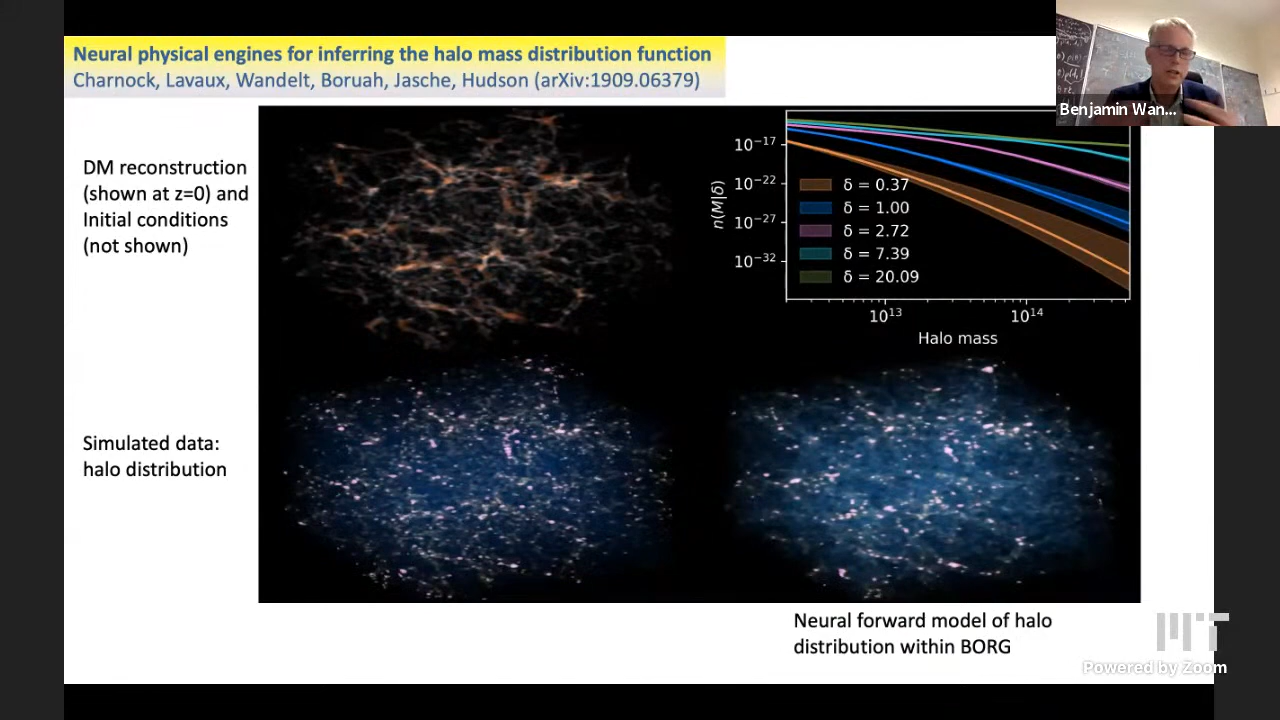 Neural physical engines for inferring the halo mass distribution function
Charnock, Lavaux, Wandelt, Boruah, Jasche, Hudson (arXiv:1909.06379)
Benjamin Wan...
DM reconstruction
(shown at z=0) and
Initial conditions
(not shown)
n(M|δ)
10⁻¹⁷
10⁻²²
10⁻²⁷
10⁻³²
δ = 0.37
δ = 1.00
δ = 2.72
δ = 7.39
δ = 20.09
10¹³
10¹⁴
Halo mass
Simulated data:
halo distribution
Neural forward model of halo
distribution within BORG
MIT
Powered by Zoom